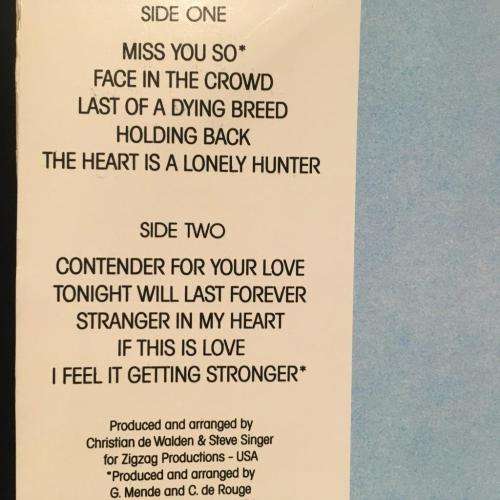 SIDE ONE
MISS YOU SO*
FACE IN THE CROWD
LAST OF A DYING BREED
HOLDING BACK
THE HEART IS A LONELY HUNTER
SIDE TWO
CONTENDER FOR YOUR LOVE
TONIGHT WILL LAST FOREVER
STRANGER IN MY HEART
IF THIS IS LOVE
I FEEL IT GETTING STRONGER*
Produced and arranged by
Christian de Walden & Steve Singer
for Zigzag Productions - USA
*Produced and arranged by
G. Mende and C. de Rouge